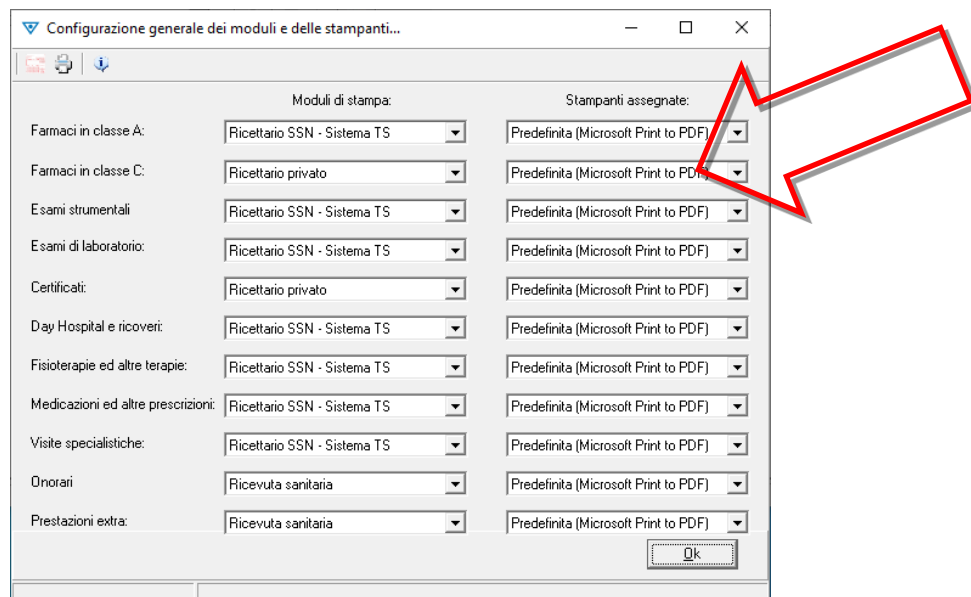 Configurazione generale dei moduli e delle stampanti...
Moduli di stampa: Stampanti assegnate:
Farmaci in classe A: Ricettario SSN - Sistema TS Predefinita (Microsoft Print to PDF)
Farmaci in classe C: Ricettario privato Predefinita (Microsoft Print to PDF)
Esami strumentali Ricettario SSN - Sistema TS Predefinita (Microsoft Print to PDF)
Esami di laboratorio: Ricettario SSN - Sistema TS Predefinita (Microsoft Print to PDF)
Certificati: Ricettario privato Predefinita (Microsoft Print to PDF)
Day Hospital e ricoveri: Ricettario SSN - Sistema TS Predefinita (Microsoft Print to PDF)
Fisioterapie ed altre terapie: Ricettario SSN - Sistema TS Predefinita (Microsoft Print to PDF)
Medicazioni ed altre prescrizioni: Ricettario SSN - Sistema TS Predefinita (Microsoft Print to PDF)
Visite specialistiche: Ricettario SSN - Sistema TS Predefinita (Microsoft Print to PDF)
Onorari Ricevuta sanitaria Predefinita (Microsoft Print to PDF)
Prestazioni extra: Ricevuta sanitaria Predefinita (Microsoft Print to PDF)
Ok